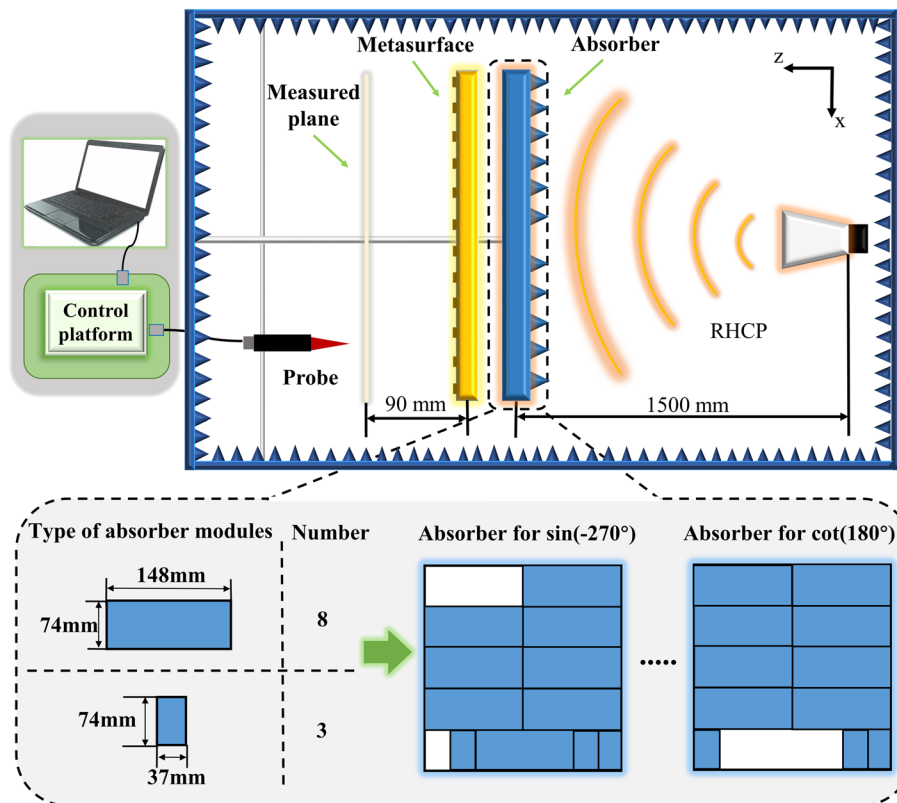 Metasurface
Absorber
Measured
plane
z
x
Control
platform
Probe
RHCP
90 mm
1500 mm
Type of absorber modules
Number
Absorber for sin(-270°)
Absorber for cot(180°)
148mm
74mm
8
.....
74mm
3
37mm